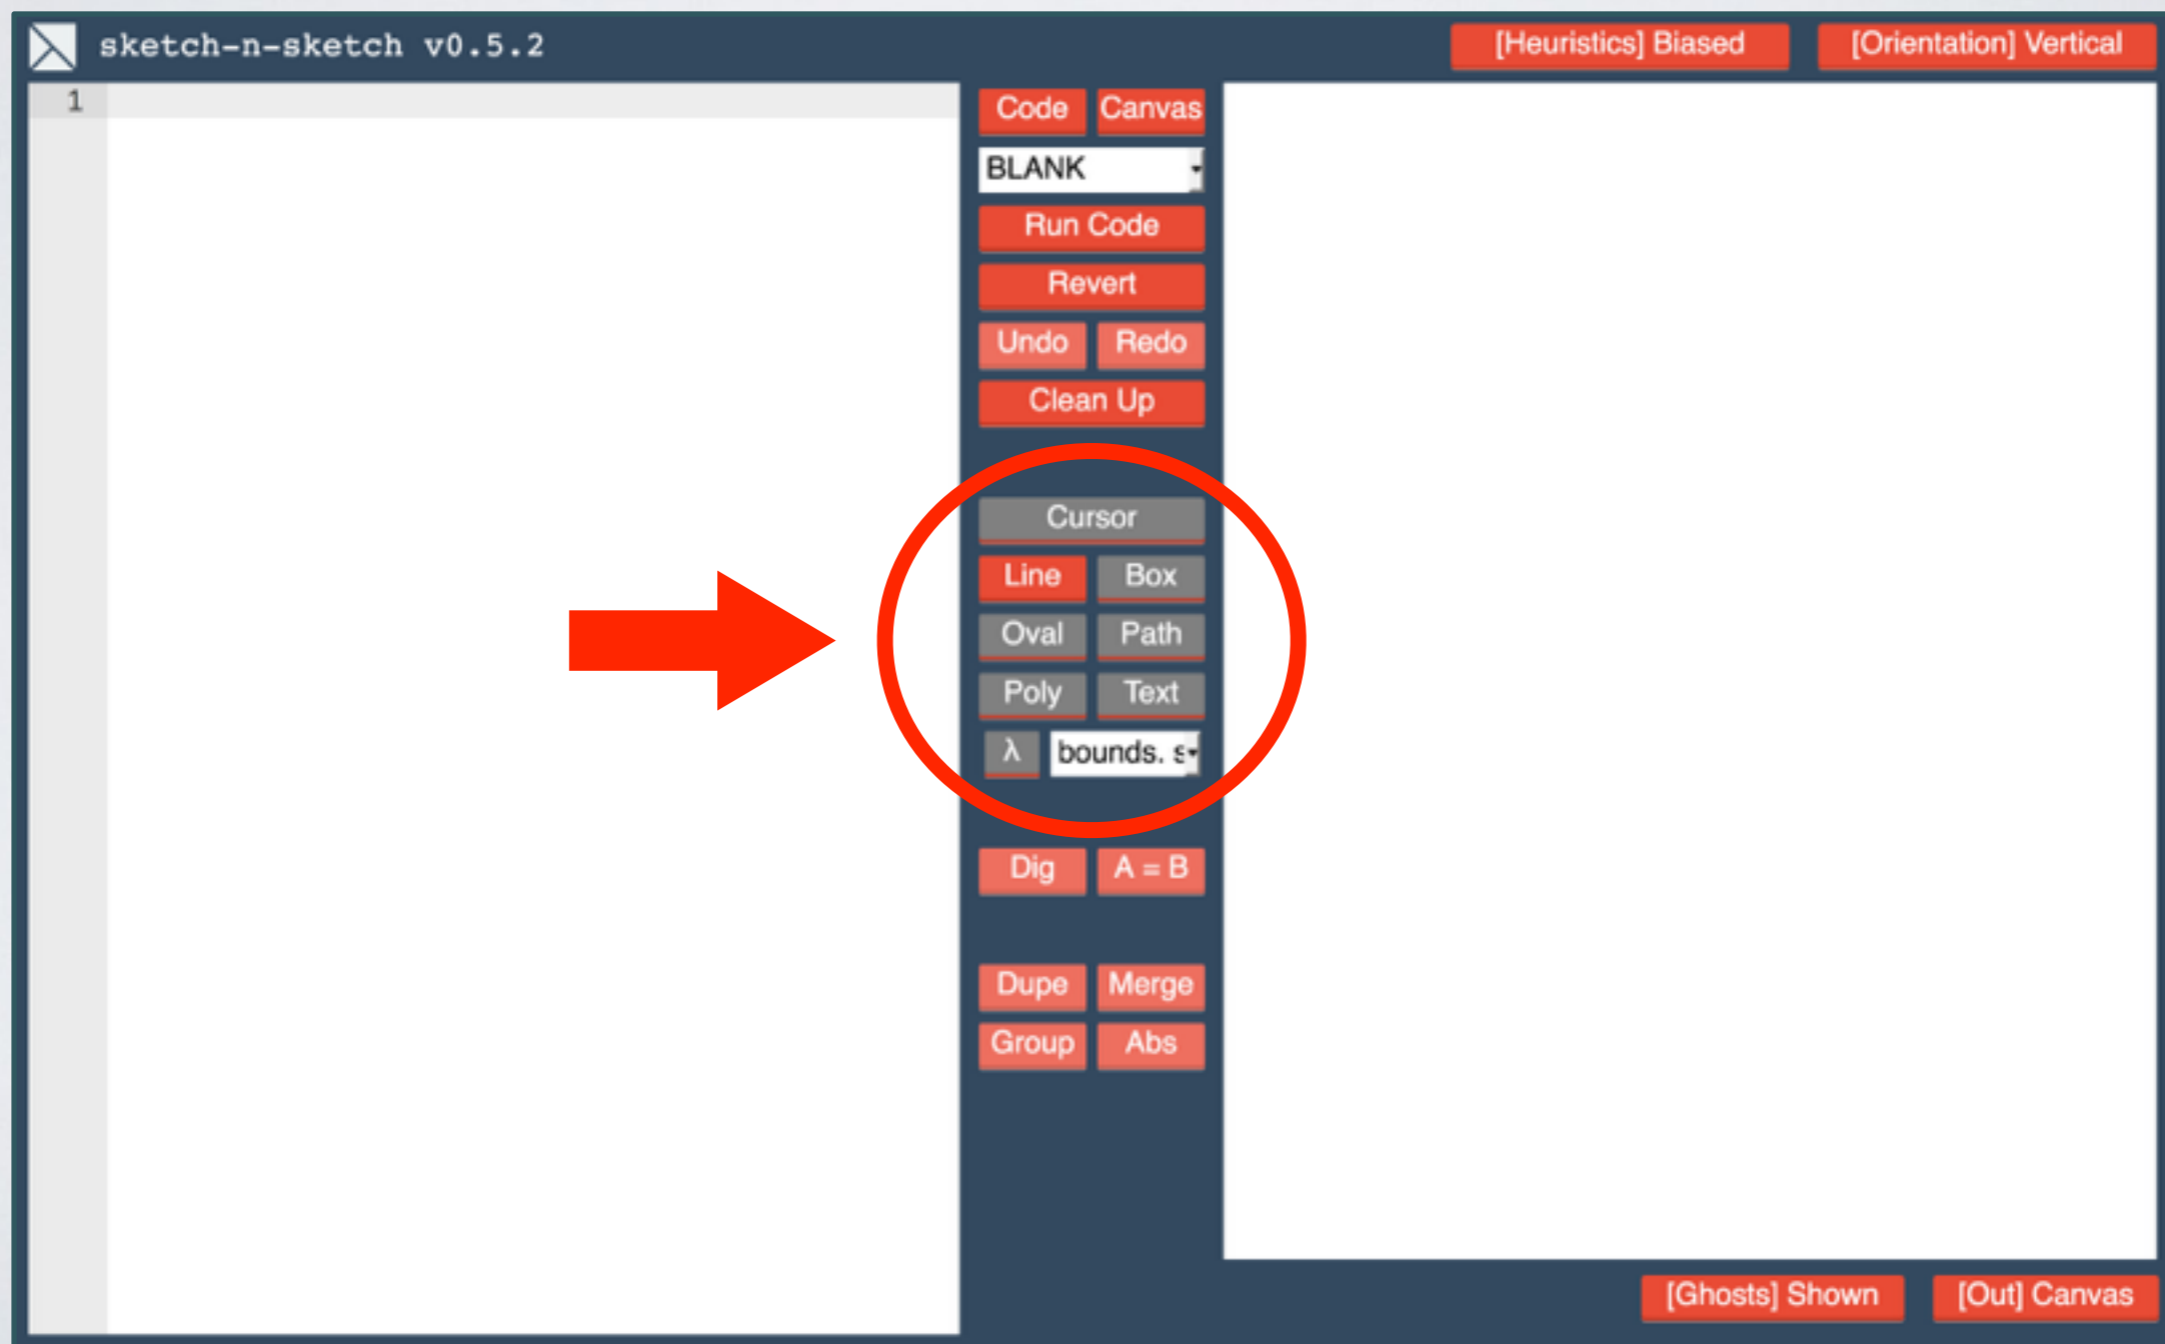 sketch-n-sketch v0.5.2
[Heuristics] Biased
[Orientation] Vertical
1
Code
Canvas
BLANK
Run Code
Revert
Undo
Redo
Clean Up
Cursor
Line
Box
Oval
Path
Poly
Text
λ
bounds. s
Dig
A = B
Dupe
Merge
Group
Abs
[Ghosts] Shown
[Out] Canvas